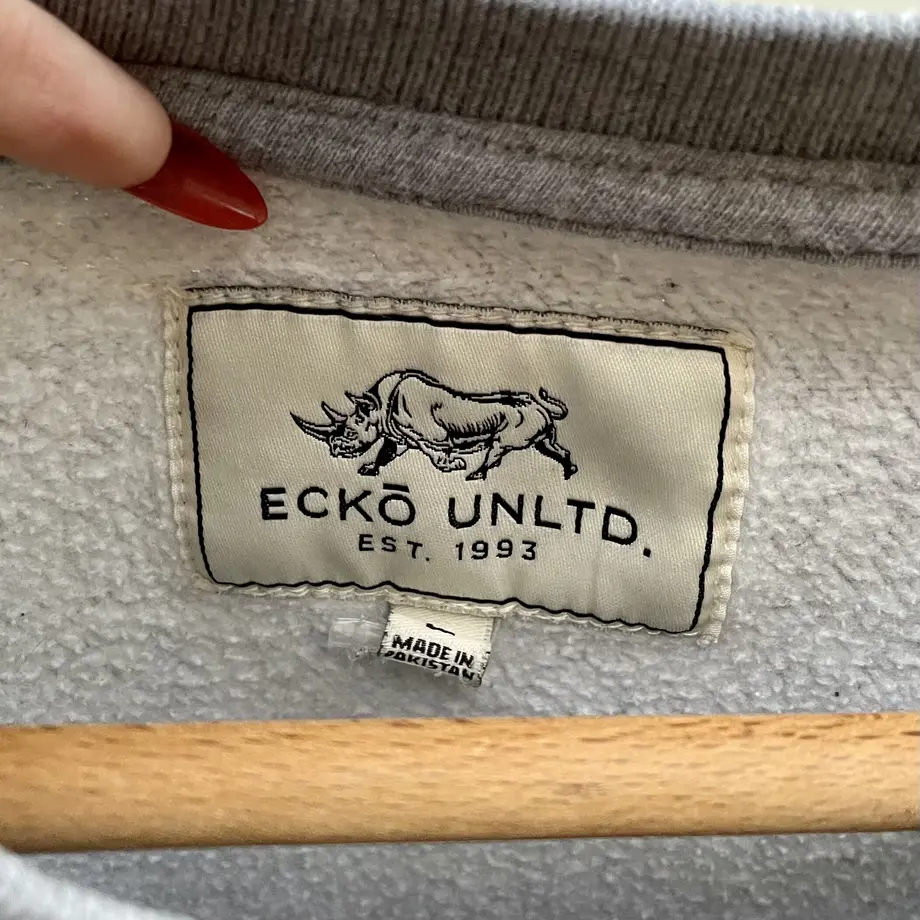 ECKŌ UNLTD.
EST. 1993
MADE IN
PAKISTAN